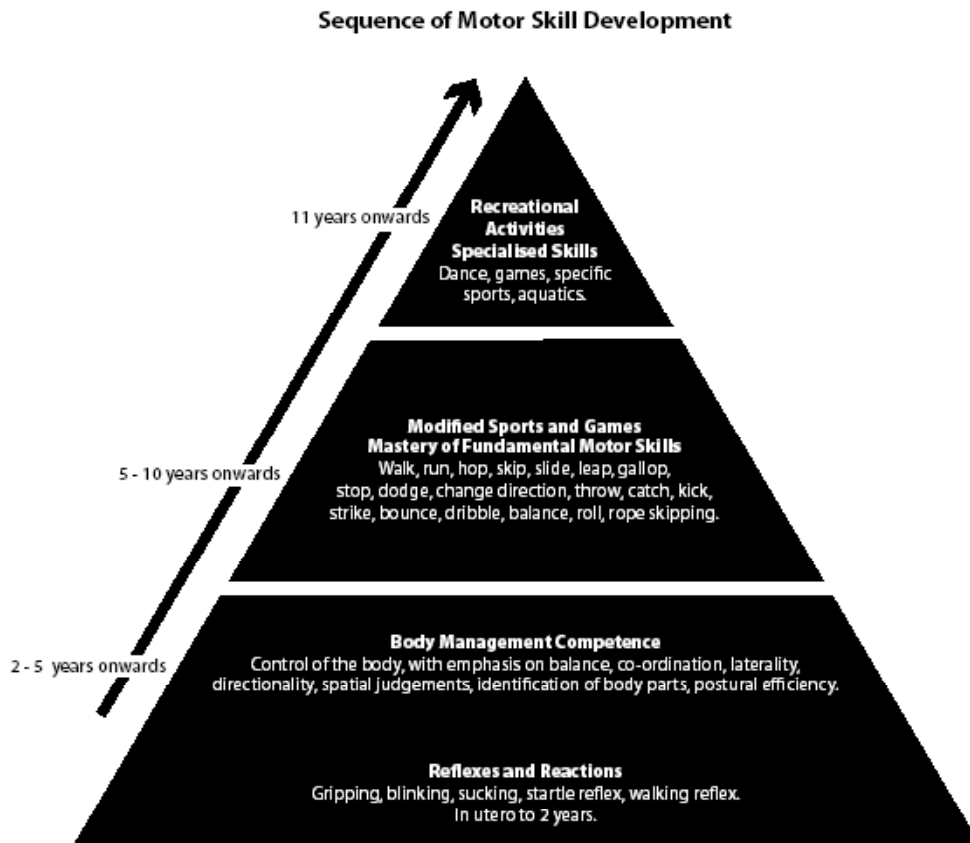 Sequence of Motor Skill Development
11 years onwards
Recreational
Activities
Specialised Skills
Dance, games, specific
sports, aquatics.
5 - 10 years onwards
Modified Sports and Games
Mastery of Fundamental Motor Skills
Walk, run, hop, skip, slide, leap, gallop,
stop, dodge, change direction, throw, catch, kick,
strike, bounce, dribble, balance, roll, rope skipping.
2 - 5 years onwards
Body Management Competence
Control of the body, with emphasis on balance, co-ordination, laterality,
directionality, spatial judgements, identification of body parts, postural efficiency.
Reflexes and Reactions
Gripping, blinking, sucking, startle reflex, walking reflex.
In utero to 2 years.